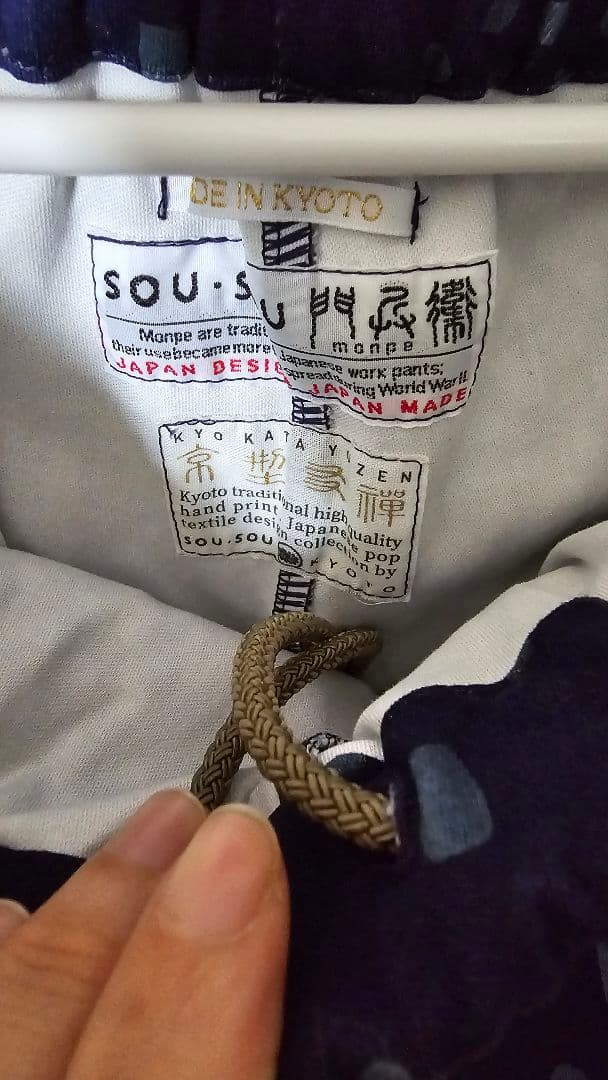 DE IN KYOTO
SOU・SOU 門兵衛
monpe
Monpe are tradit Japanese work pants;
their use became more spread during World War II.
JAPAN DESIG JAPAN MADE
KYO KATA YUZEN
京型友禅
Kyoto traditional high quality
hand print Japanese pop
textile design collection by
SOU・SOU KYOTO